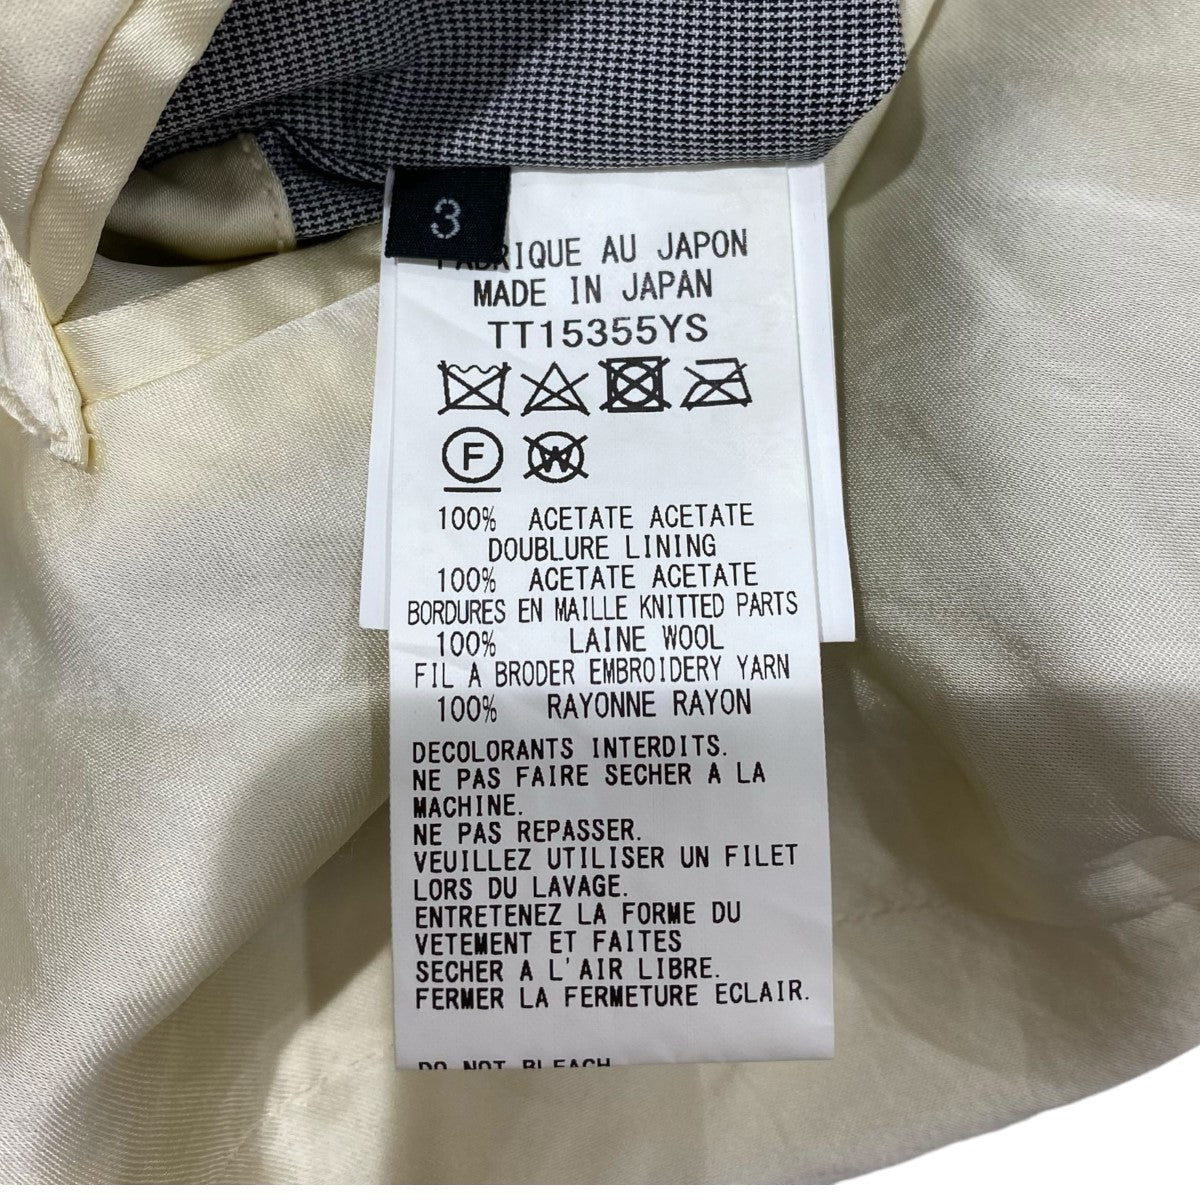 3
FABRIQUE AU JAPON
MADE IN JAPAN
TT15355YS
F W
100% ACETATE ACETATE
DOUBLURE LINING
100% ACETATE ACETATE
BORDURES EN MAILLE KNITTED PARTS
100% LAINE WOOL
FIL A BRODER EMBROIDERY YARN
100% RAYONNE RAYON
DECOLORANTS INTERDITS.
NE PAS FAIRE SECHER A LA
MACHINE.
NE PAS REPASSER.
VEUILLEZ UTILISER UN FILET
LORS DU LAVAGE.
ENTRETENEZ LA FORME DU
VETEMENT ET FAITES
SECHER A L'AIR LIBRE.
FERMER LA FERMETURE ECLAIR.
DO NOT BLEACH